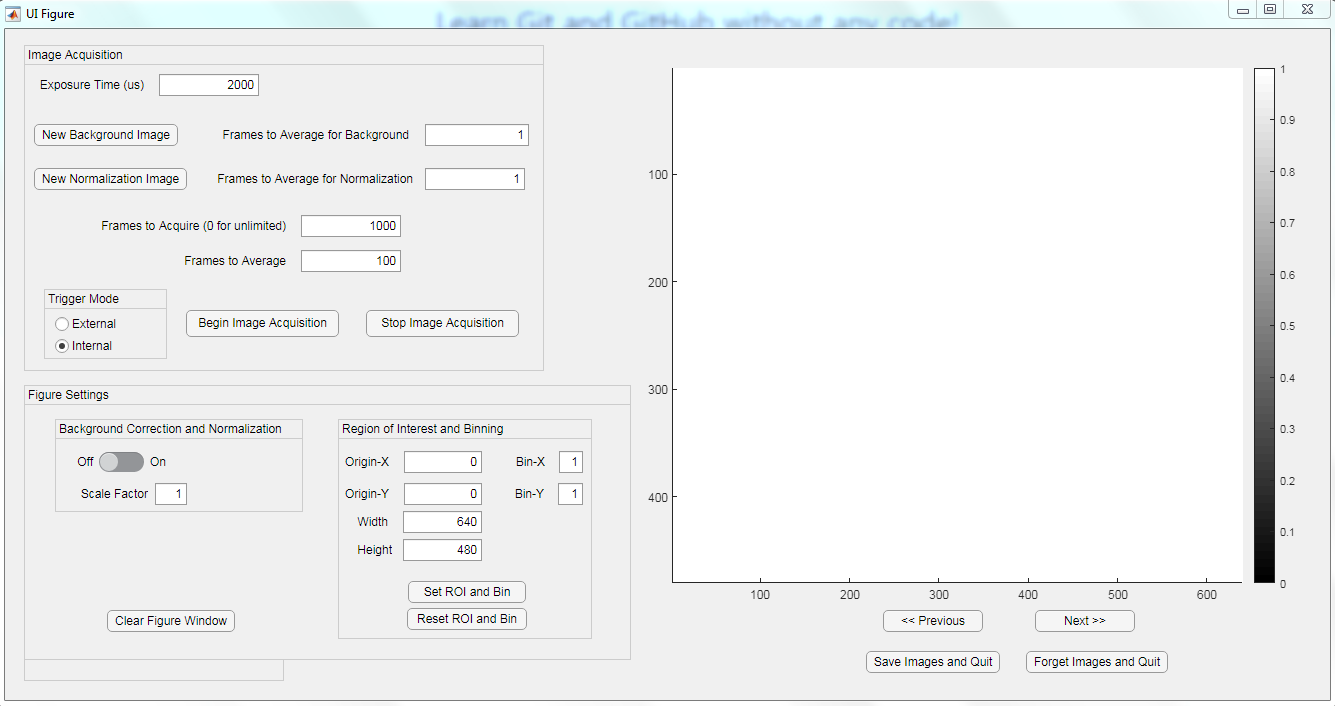 UI Figure
Learn Git and GitHub without any code!
Image Acquisition
Exposure Time (us) 2000
New Background Image Frames to Average for Background 1
New Normalization Image Frames to Average for Normalization 1
Frames to Acquire (0 for unlimited) 1000
Frames to Average 100
Trigger Mode
External
Internal
Begin Image Acquisition Stop Image Acquisition
Figure Settings
Background Correction and Normalization
Off On
Scale Factor 1
Clear Figure Window
Region of Interest and Binning
Origin-X 0 Bin-X 1
Origin-Y 0 Bin-Y 1
Width 640
Height 480
Set ROI and Bin
Reset ROI and Bin
100
200
300
400
100 200 300 400 500 600
1
0.9
0.8
0.7
0.6
0.5
0.4
0.3
0.2
0.1
0
<< Previous Next >>
Save Images and Quit Forget Images and Quit